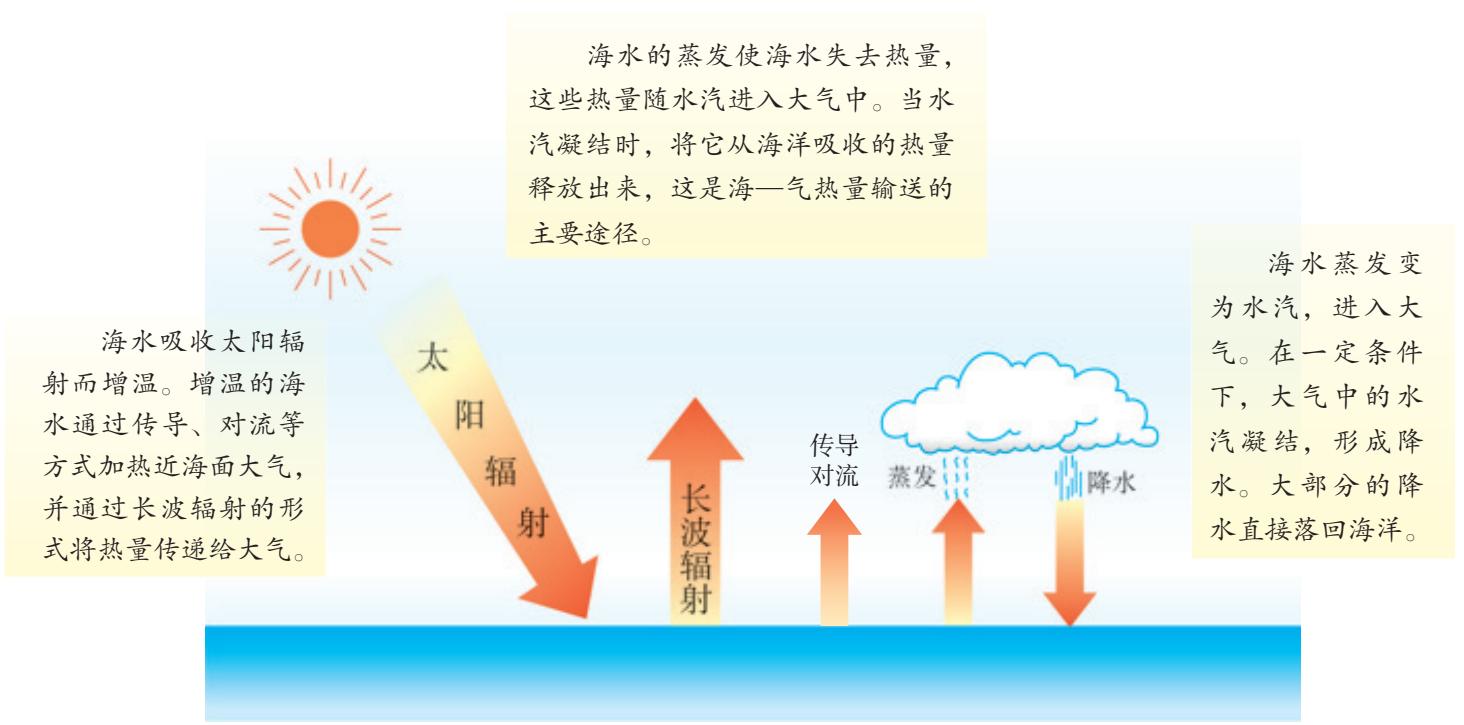 海水的蒸发使海水失去热量，
这些热量随水汽进入大气中。当水
汽凝结时，将它从海洋吸收的热量
释放出来，这是海—气热量输送的
主要途径。
海水吸收太阳辐
射而增温。增温的海
水通过传导、对流等
方式加热近海面大气，
并通过长波辐射的形
式将热量传递给大气。
太阳辐射
长波辐射
传导
对流
蒸发
降水
海水蒸发变
为水汽，进入大
气。在一定条件
下，大气中的水
汽凝结，形成降
水。大部分的降
水直接落回海洋。